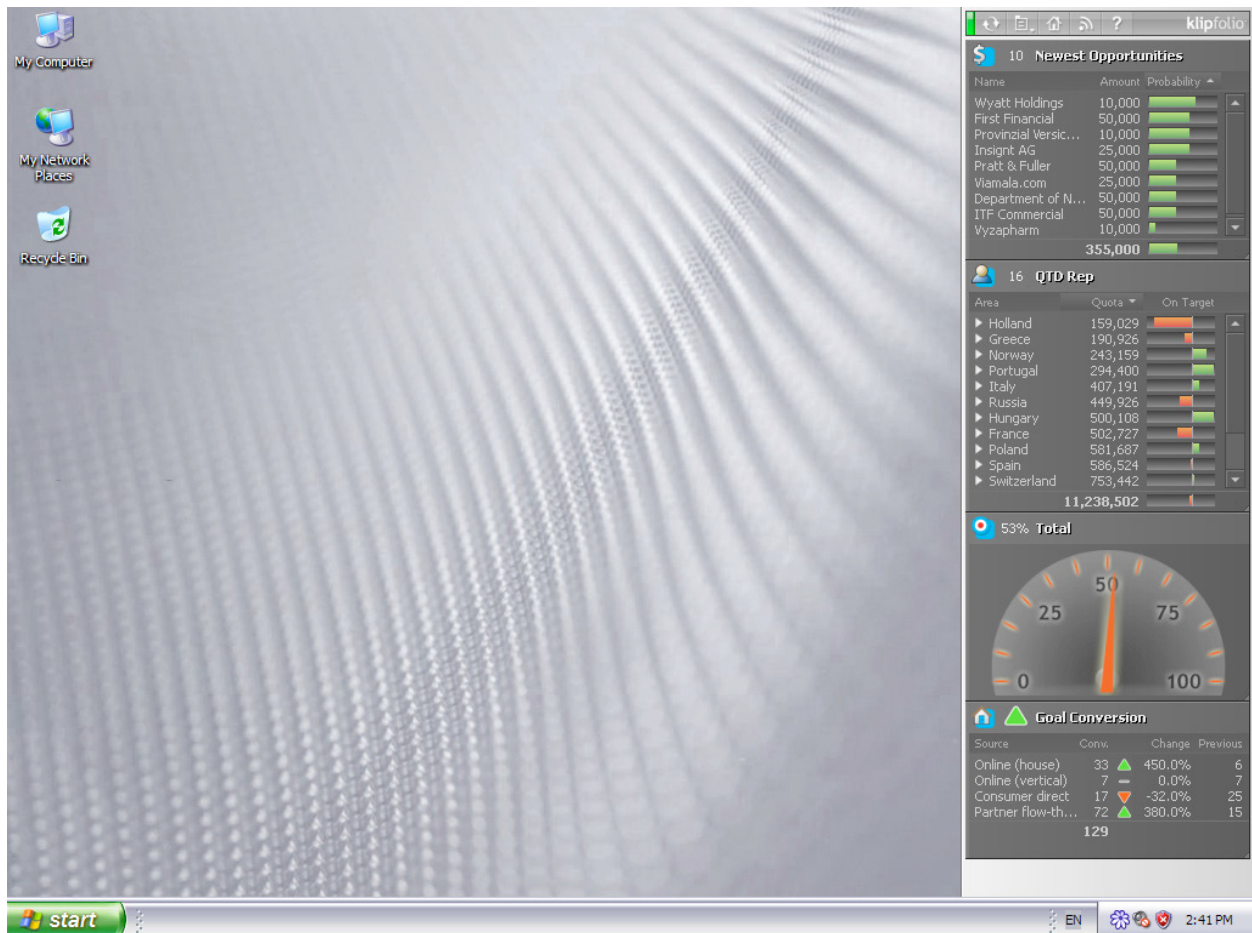 My Computer
My Network
Places
Recycle Bin
? klipfolio
$ 10 Newest Opportunities
Name Amount Probability
Wyatt Holdings 10,000
First Financial 50,000
Provinzial Versic... 10,000
Insignt AG 25,000
Pratt & Fuller 50,000
Viamala.com 25,000
Department of N... 50,000
ITF Commercial 50,000
Vyzapharm 10,000
355,000
16 QTD Rep
Area Quota On Target
Holland 159,029
Greece 190,926
Norway 243,159
Portugal 294,400
Italy 407,191
Russia 449,926
Hungary 500,108
France 502,727
Poland 581,687
Spain 586,524
Switzerland 753,442
11,238,502
53% Total
50
25 75
0 100
Goal Conversion
Source Conv. Change Previous
Online (house) 33 450.0% 6
Online (vertical) 7 0.0% 7
Consumer direct 17 -32.0% 25
Partner flow-th... 72 380.0% 15
129
start EN 2:41 PM